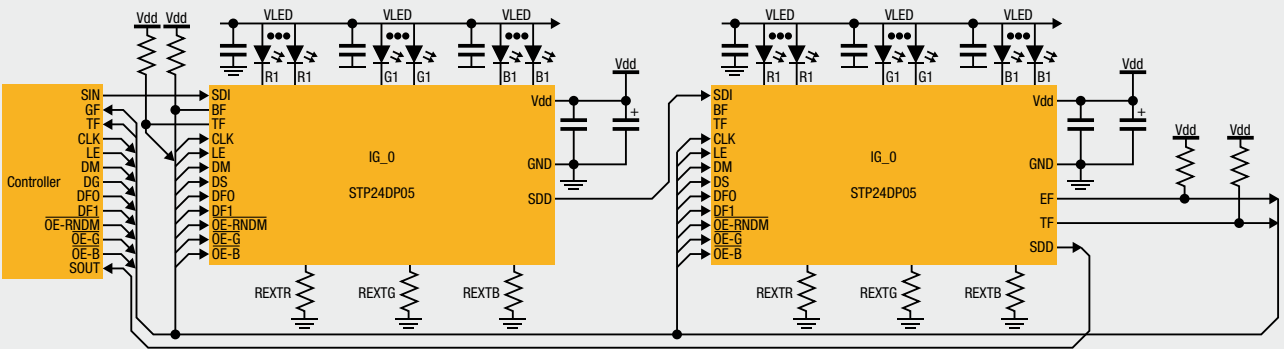 Vdd Vdd
VLED VLED VLED
VLED VLED VLED
R1 R1 G1 G1 B1 B1
R1 R1 G1 G1 B1 B1
Vdd
Vdd
Controller
SIN
GF
TF
CLK
LE
DM
DG
DFO
DF1
OE-RNDM
OE-G
OE-B
SOUT
SDI
BF
TF
CLK
LE
DM
DS
DFO
DF1
OE-RNDM
OE-G
OE-B
IG_0
STP24DP05
Vdd
+
GND
SDD
REXTR REXTG REXTB
SDI
BF
TF
CLK
LE
DM
DS
DFO
DF1
OE-RNDM
OE-G
OE-B
IG_0
STP24DP05
Vdd
+
GND
EF
TF
SDD
Vdd Vdd
REXTR REXTG REXTB